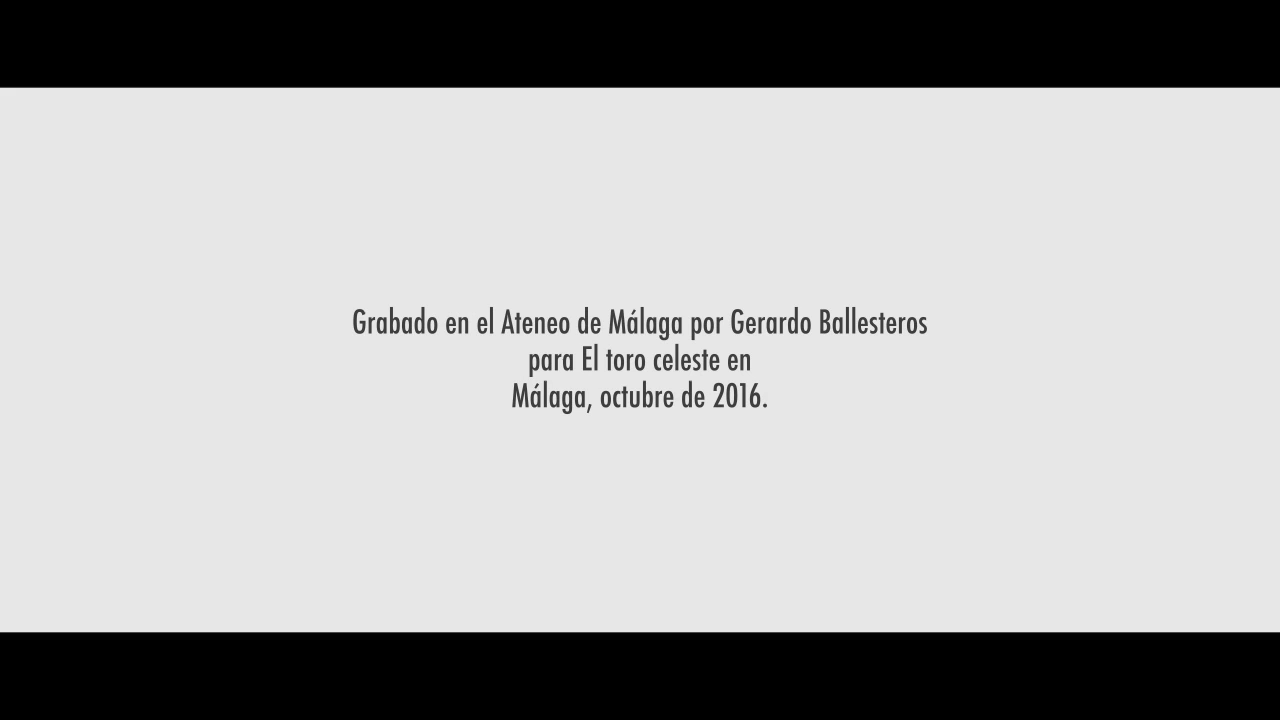 Grabado en el Ateneo de Málaga por Gerardo Ballesteros
para El toro celeste en
Málaga, octubre de 2016.